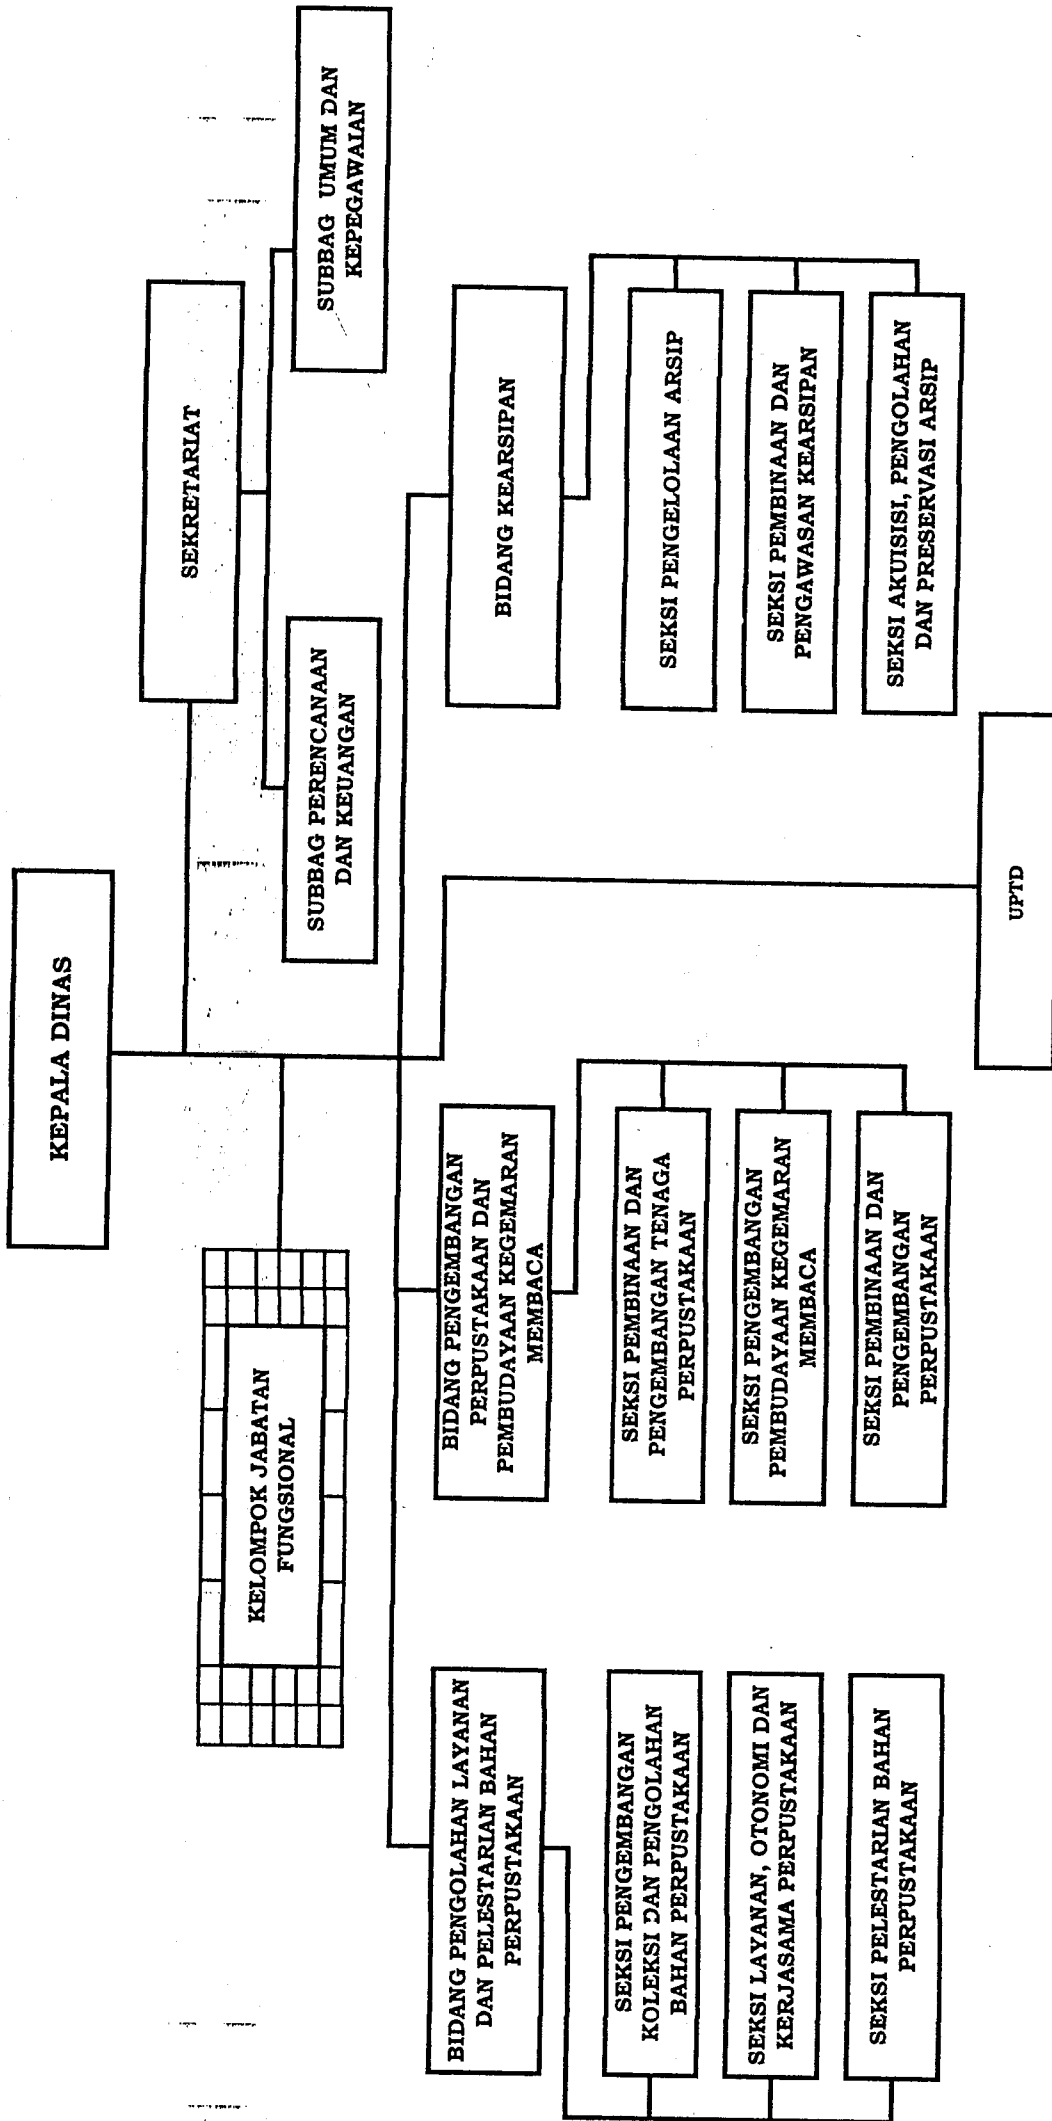 KEPALA DINAS
SEKRETARIAT
KELOMPOK JABATAN
FUNGSIONAL
SUBBAG PERENCANAAN
DAN KEUANGAN
SUBBAG UMUM DAN
KEPEGAWAIAN
BIDANG PENGOLAHAN LAYANAN
DAN PELESTARIAN BAHAN
PERPUSTAKAAN
SEKSI PENGEMBANGAN
KOLEKSI DAN PENGOLAHAN
BAHAN PERPUSTAKAAN
SEKSI LAYANAN, OTONOMI DAN
KERJASAMA PERPUSTAKAAN
SEKSI PELESTARIAN BAHAN
PERPUSTAKAAN
BIDANG PENGEMBANGAN
PERPUSTAKAAN DAN
PEMBUDAYAAN KEGEMARAN
MEMBACA
SEKSI PEMBINAAN DAN
PENGEMBANGAN TENAGA
PERPUSTAKAAN
SEKSI PENGEMBANGAN
PEMBUDAYAAN KEGEMARAN
MEMBACA
SEKSI PEMBINAAN DAN
PENGEMBANGAN
PERPUSTAKAAN
BIDANG KEARSIPAN
SEKSI PENGELOLAAN ARSIP
SEKSI PEMBINAAN DAN
PENGAWASAN KEARSIPAN
SEKSI AKUISISI, PENGOLAHAN
DAN PRESERVASI ARSIP
UPTD